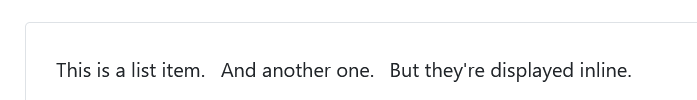 This is a list item. And another one. But they're displayed inline.